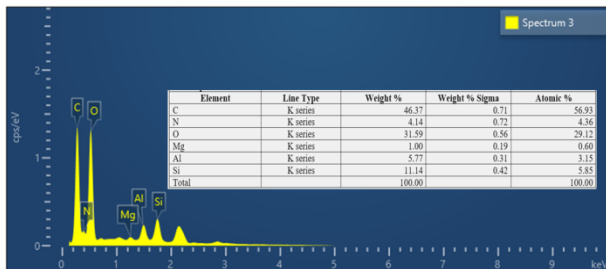 Spectrum 3
cps/eV
2
1
0
C
O
N
Mg
Al
Si
Element Line Type Weight % Weight % Sigma Atomic %
C K series 46.37 0.71 56.93
N K series 4.14 0.72 4.36
O K series 31.59 0.56 29.12
Mg K series 1.00 0.19 0.60
Al K series 5.77 0.31 3.15
Si K series 11.14 0.42 5.85
Total 100.00 100.00
0 1 2 3 4 5 6 7 8 9 keV